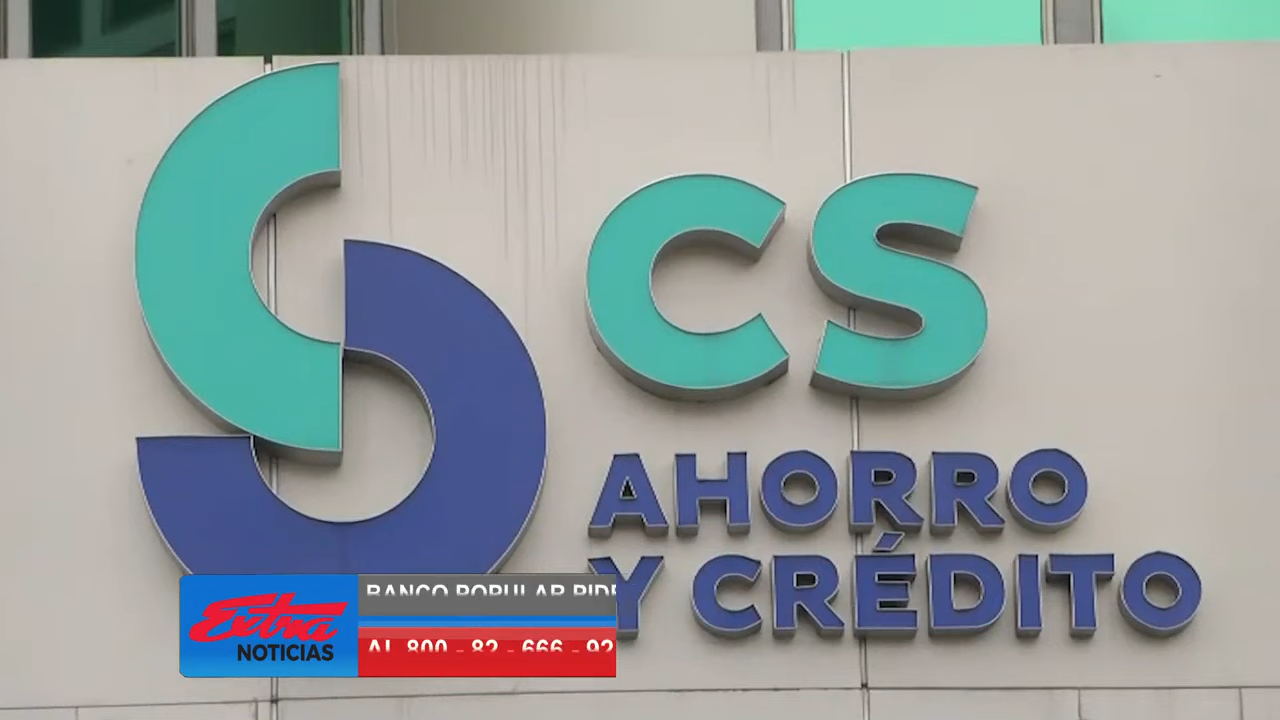 CS
AHORRO
Y CRÉDITO
Extra
NOTICIAS
BANCO POPULAR PIDE
AL 800 - 82 - 666 - 92